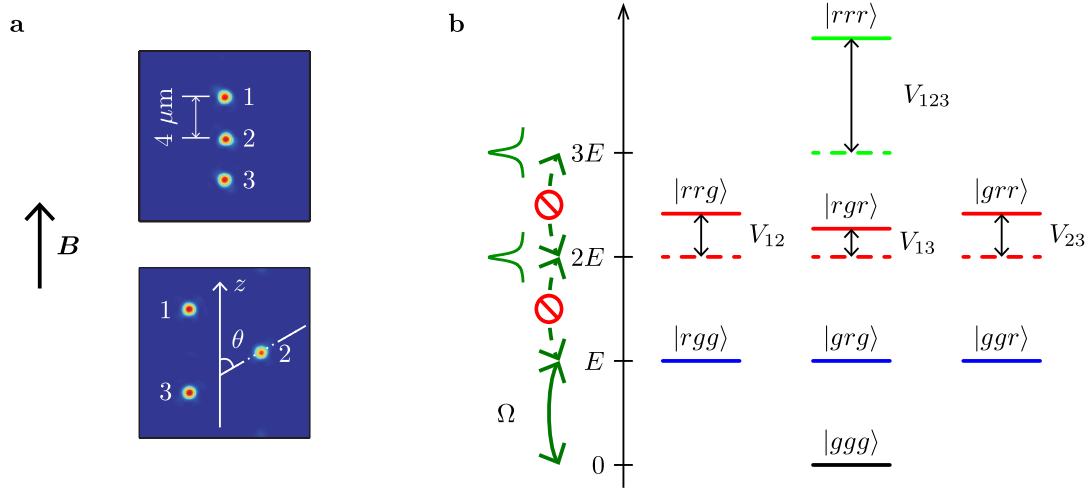 a
4 μm
1
2
3
B
1
z
θ
2
3
b
|rrr⟩
V₁₂₃
3E
|rrg⟩
|rgr⟩
|grr⟩
V₁₂
V₁₃
V₂₃
2E
|rgg⟩
|grg⟩
|ggr⟩
E
Ω
|ggg⟩
0